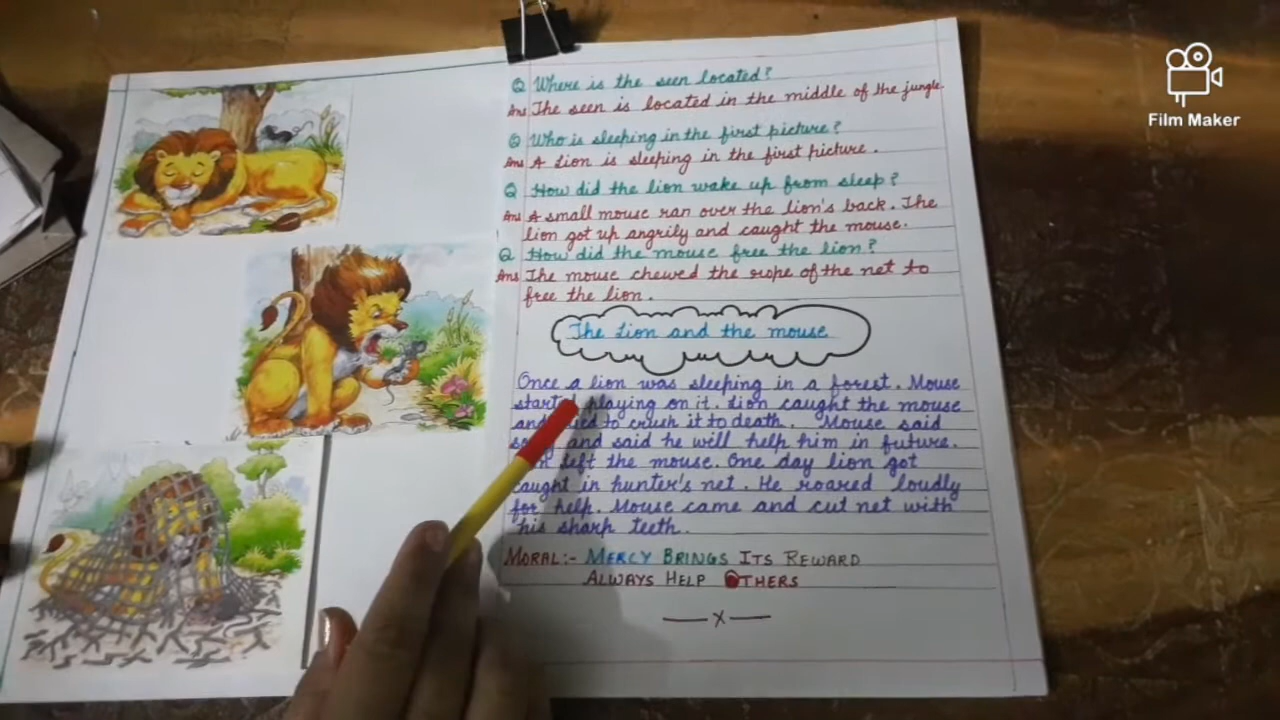 Q Where is the seen located?
Ans The seen is located in the middle of the jungle.
Q Who is sleeping in the first picture?
Ans A Lion is sleeping in the first picture.
Q How did the lion wake up from sleep?
Ans A small mouse ran over the lion's back. The
lion got up angrily and caught the mouse.
Q How did the mouse free the lion?
Ans The mouse chewed the rope of the net to
free the lion.
The Lion and the mouse
Once a lion was sleeping in a forest. Mouse
started playing on it. Lion caught the mouse
and to crush it to death. Mouse said
and said he will help him in future.
left the mouse. One day lion got
caught in hunter's net. He roared loudly
for help. Mouse came and cut net with
his sharp teeth.
MORAL:- MERCY BRINGS ITS REWARD
ALWAYS HELP OTHERS
x
Film Maker